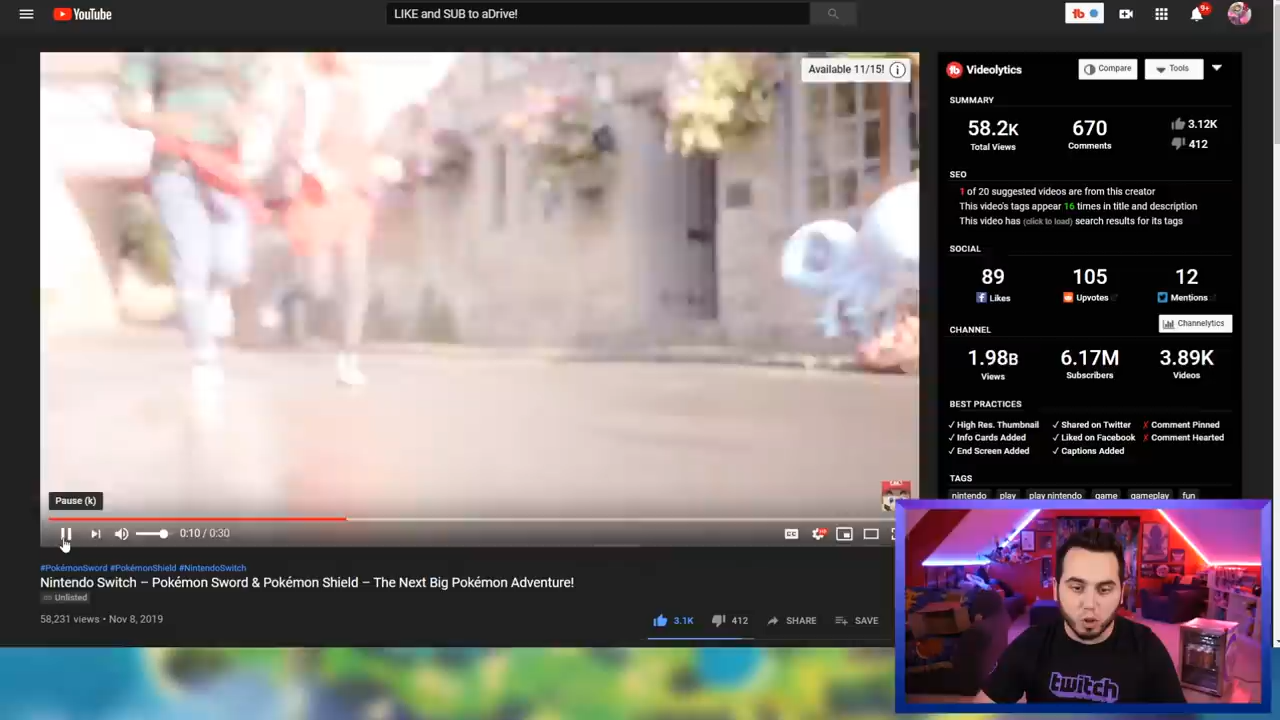 YouTube
LIKE and SUB to aDrive!
tb
9+
Available 11/15!
tb Videolytics
Compare
Tools
SUMMARY
58.2K
Total Views
670
Comments
3.12K
412
SEO
1 of 20 suggested videos are from this creator
This video's tags appear 16 times in title and description
This video has (click to load) search results for its tags
SOCIAL
89
Likes
105
Upvotes
12
Mentions
Channelytics
CHANNEL
1.98B
Views
6.17M
Subscribers
3.89K
Videos
BEST PRACTICES
✓ High Res. Thumbnail
✓ Shared on Twitter
✗ Comment Pinned
✓ Info Cards Added
✓ Liked on Facebook
✗ Comment Hearted
✓ End Screen Added
✓ Captions Added
TAGS
nintendo play play nintendo game gameplay fun
Pause (k)
0:10 / 0:30
CC
#PokémonSword #PokémonShield #NintendoSwitch
Nintendo Switch – Pokémon Sword & Pokémon Shield – The Next Big Pokémon Adventure!
Unlisted
58,231 views • Nov 8, 2019
3.1K
412
SHARE
SAVE
twitch